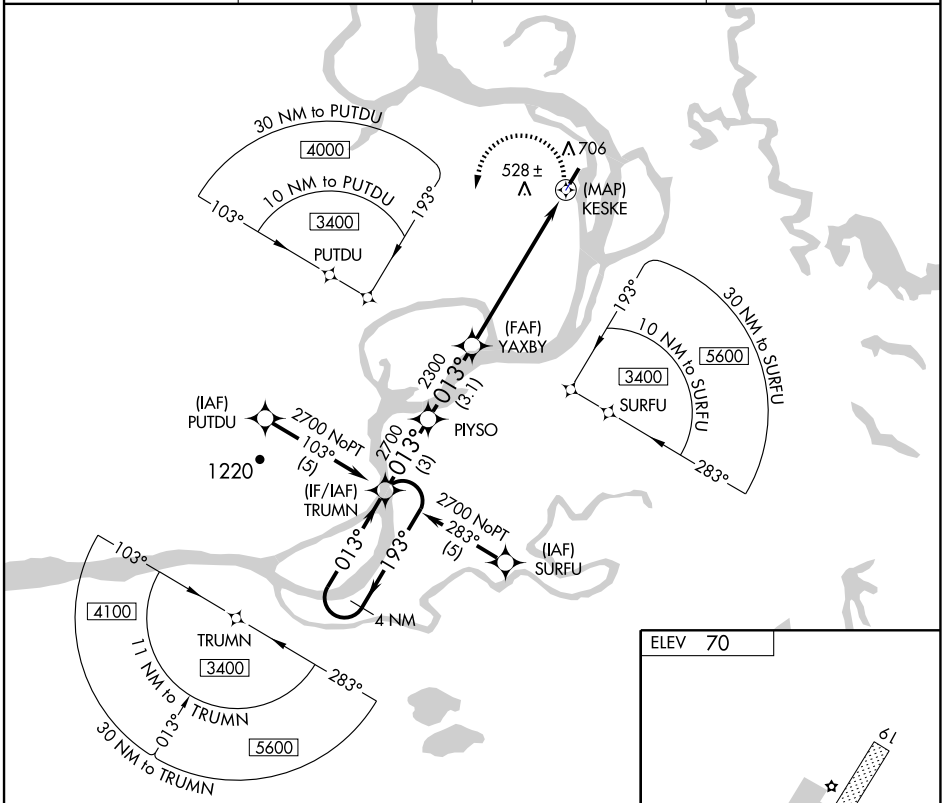 30 NM to PUTDU
4000
10 NM to PUTDU
3400
103°
193°
PUTDU
528 ±
706
(MAP)
KESKE
193°
30 NM to SURFU
10 NM to SURFU
5600
3400
SURFU
283°
(FAF)
YAXBY
2300
013°
(3.1)
PIYSO
2700
013°
(3)
(IAF)
PUTDU
2700 NoPT
103°
(5)
1220
(IF/IAF)
TRUMN
2700 NoPT
283°
(5)
(IAF)
SURFU
013°
193°
4 NM
103°
4100
TRUMN
3400
283°
11 NM to TRUMN
013°
5600
30 NM to TRUMN
ELEV 70
19